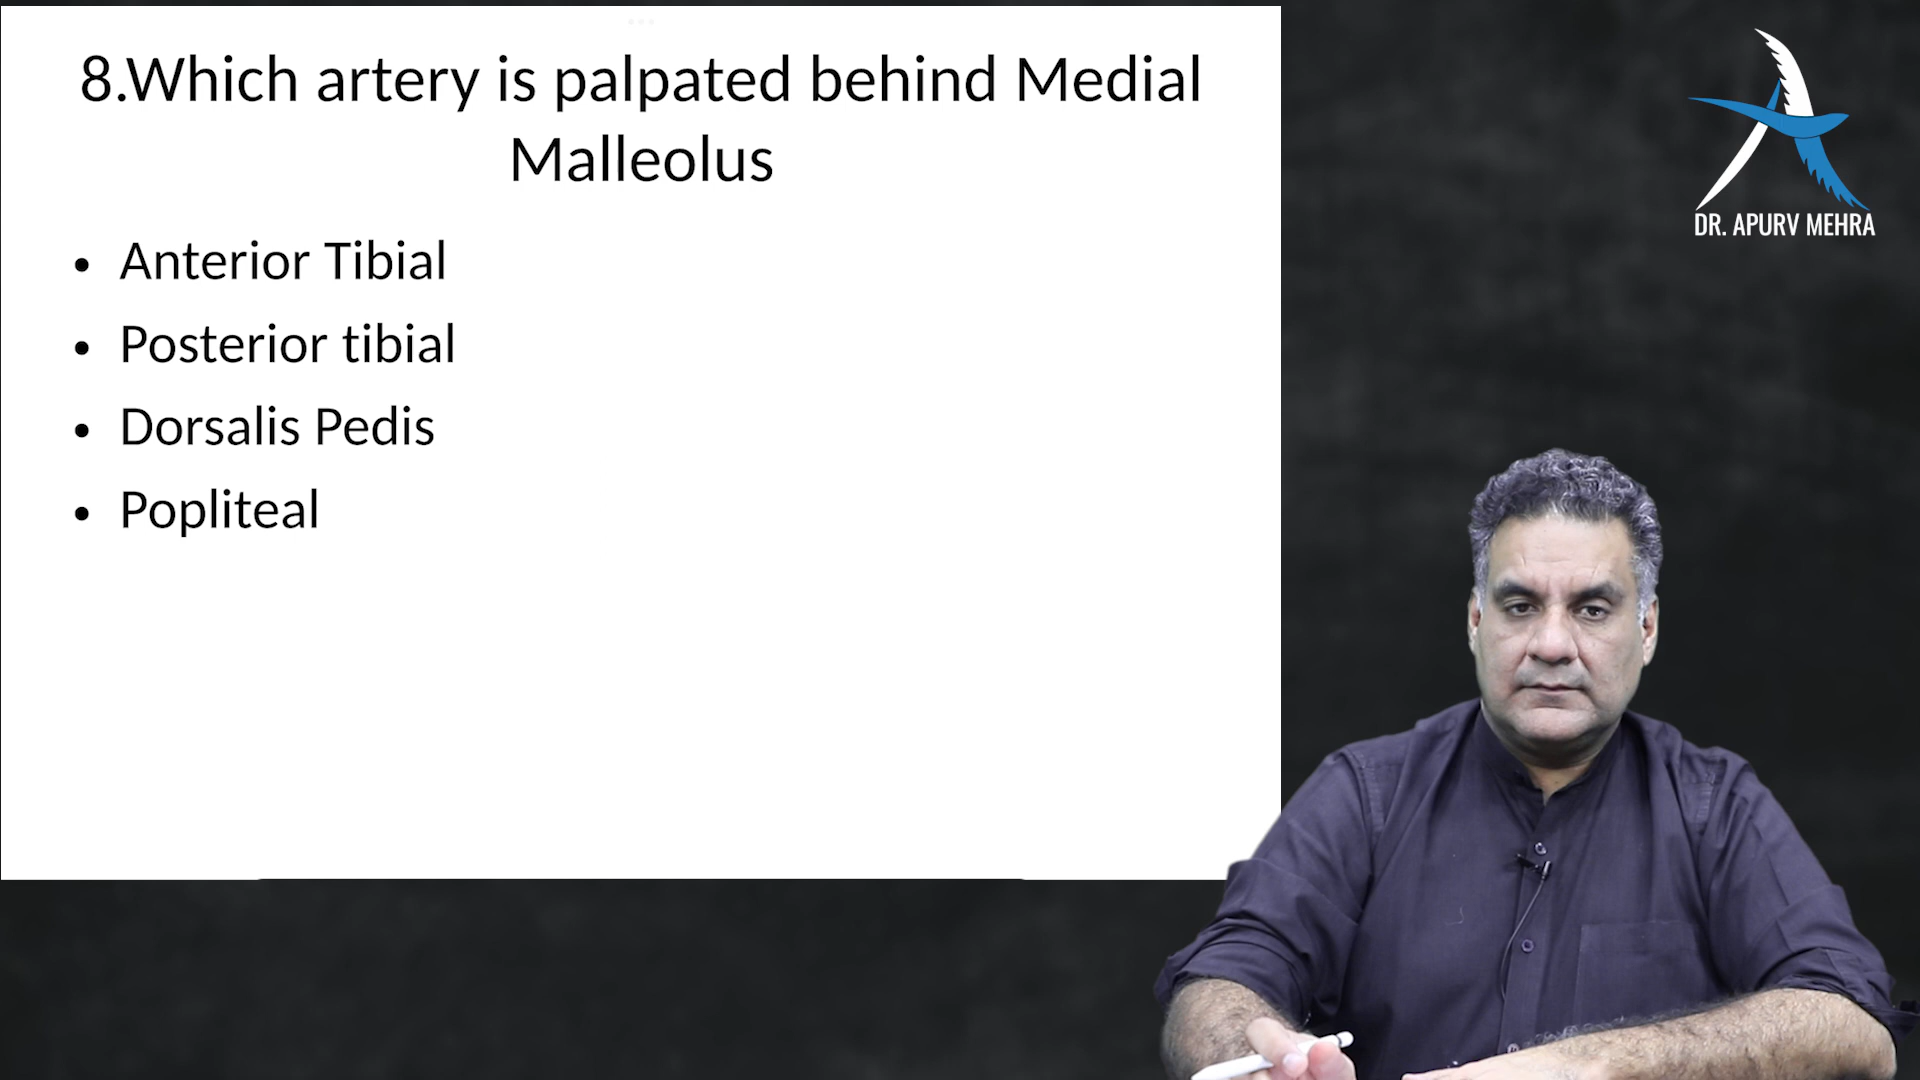 8.Which artery is palpated behind Medial
Malleolus
• Anterior Tibial
• Posterior tibial
• Dorsalis Pedis
• Popliteal
DR. APURV MEHRA